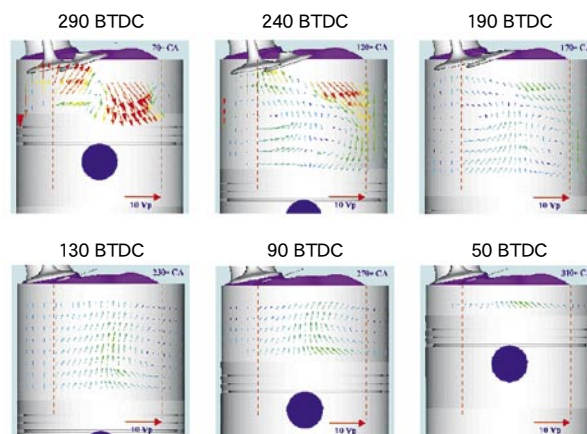 290 BTDC
240 BTDC
190 BTDC
70° CA
120° CA
170° CA
10 Vp
10 Vp
10 Vp
130 BTDC
90 BTDC
50 BTDC
230° CA
270° CA
310° CA
10 Vp
10 Vp
10 Vp